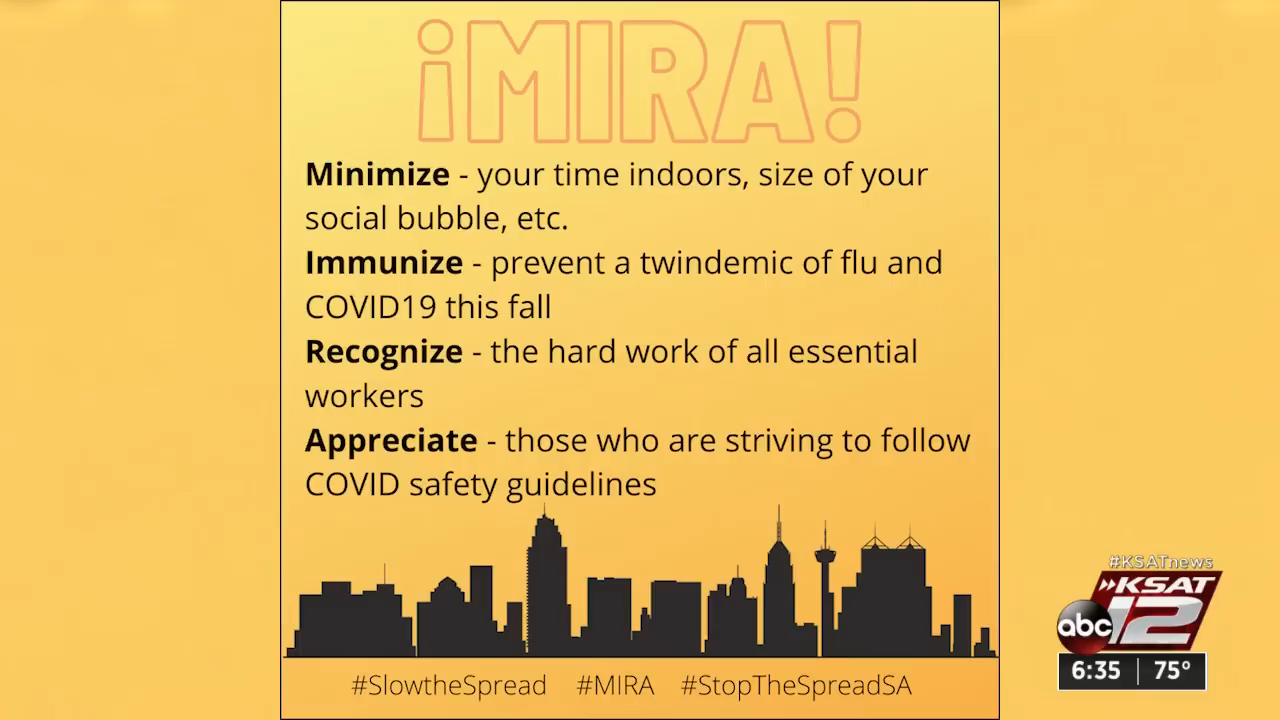 ¡MIRA!
Minimize - your time indoors, size of your
social bubble, etc.
Immunize - prevent a twindemic of flu and
COVID19 this fall
Recognize - the hard work of all essential
workers
Appreciate - those who are striving to follow
COVID safety guidelines
#SlowtheSpread #MIRA #StopTheSpreadSA
#KSATnews
KSAT
abc 12
6:35 75°